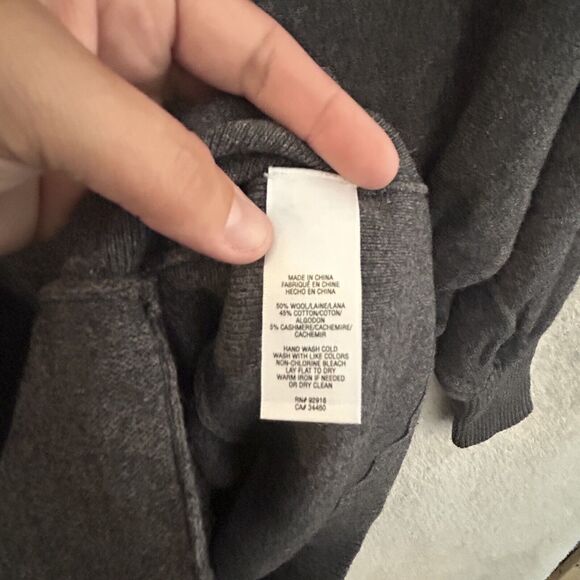 MADE IN CHINA
FABRIQUÉ EN CHINE
HECHO EN CHINA
50% WOOL/LAINE/LANA
45% COTTON/COTON/
ALGODON
5% CASHMERE/CACHEMIRE/
CACHEMIR
HAND WASH COLD
WASH WITH LIKE COLORS
NON-CHLORINE BLEACH
LAY FLAT TO DRY
WARM IRON IF NEEDED
OR DRY CLEAN
RN# 92918
CA# 34460